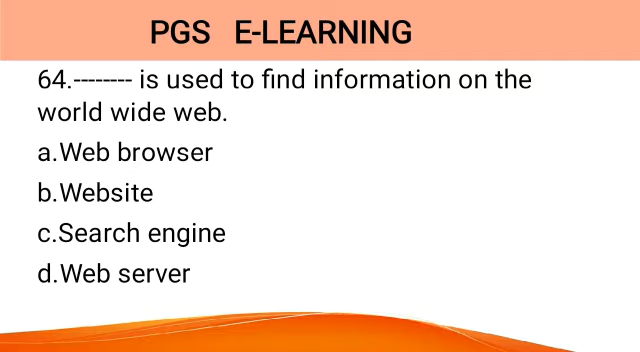 PGS E-LEARNING
64.-------- is used to find information on the
world wide web.
a.Web browser
b.Website
c.Search engine
d.Web server